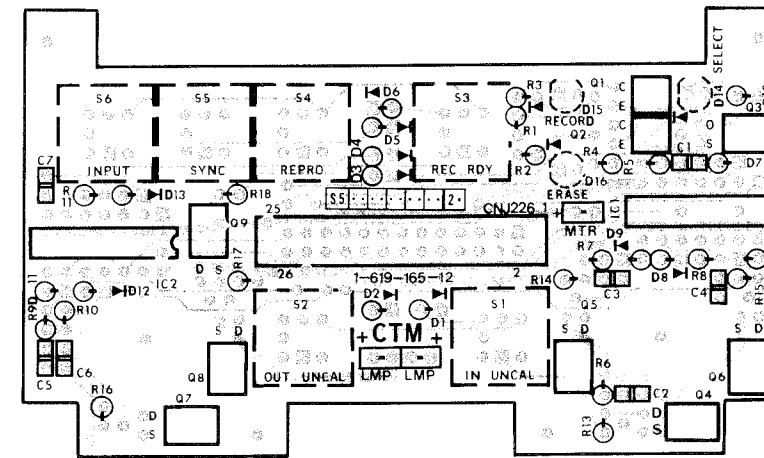 SELECT
S6
S5
S4
D6
S3
R3
Q1
C
E
C
E
D14
Q3
D15
RECORD
Q2
R1
O
S
D5
D4
D3
R4
R5
C1
D7
C7
INPUT
SYNC
REPRO.
REC RDY
R2
D16
ERASE
R
11
D13
R18
S5
2
IC1
25
CNJ226
1
+
MTR
Q9
D9
R7
D
S
R17
26
1-619-165-12
2
R14
D8
R8
R15
IC2
D12
C3
C4
R9
D 11
R10
S2
D2
D1
S1
Q5
S
D
S
D
+
CTM
+
C5
C6
Q8
OUT UNCAL
LMP
LMP
IN UNCAL
R6
Q6
R16
Q7
C2
Q4
D
S
R13
D
S